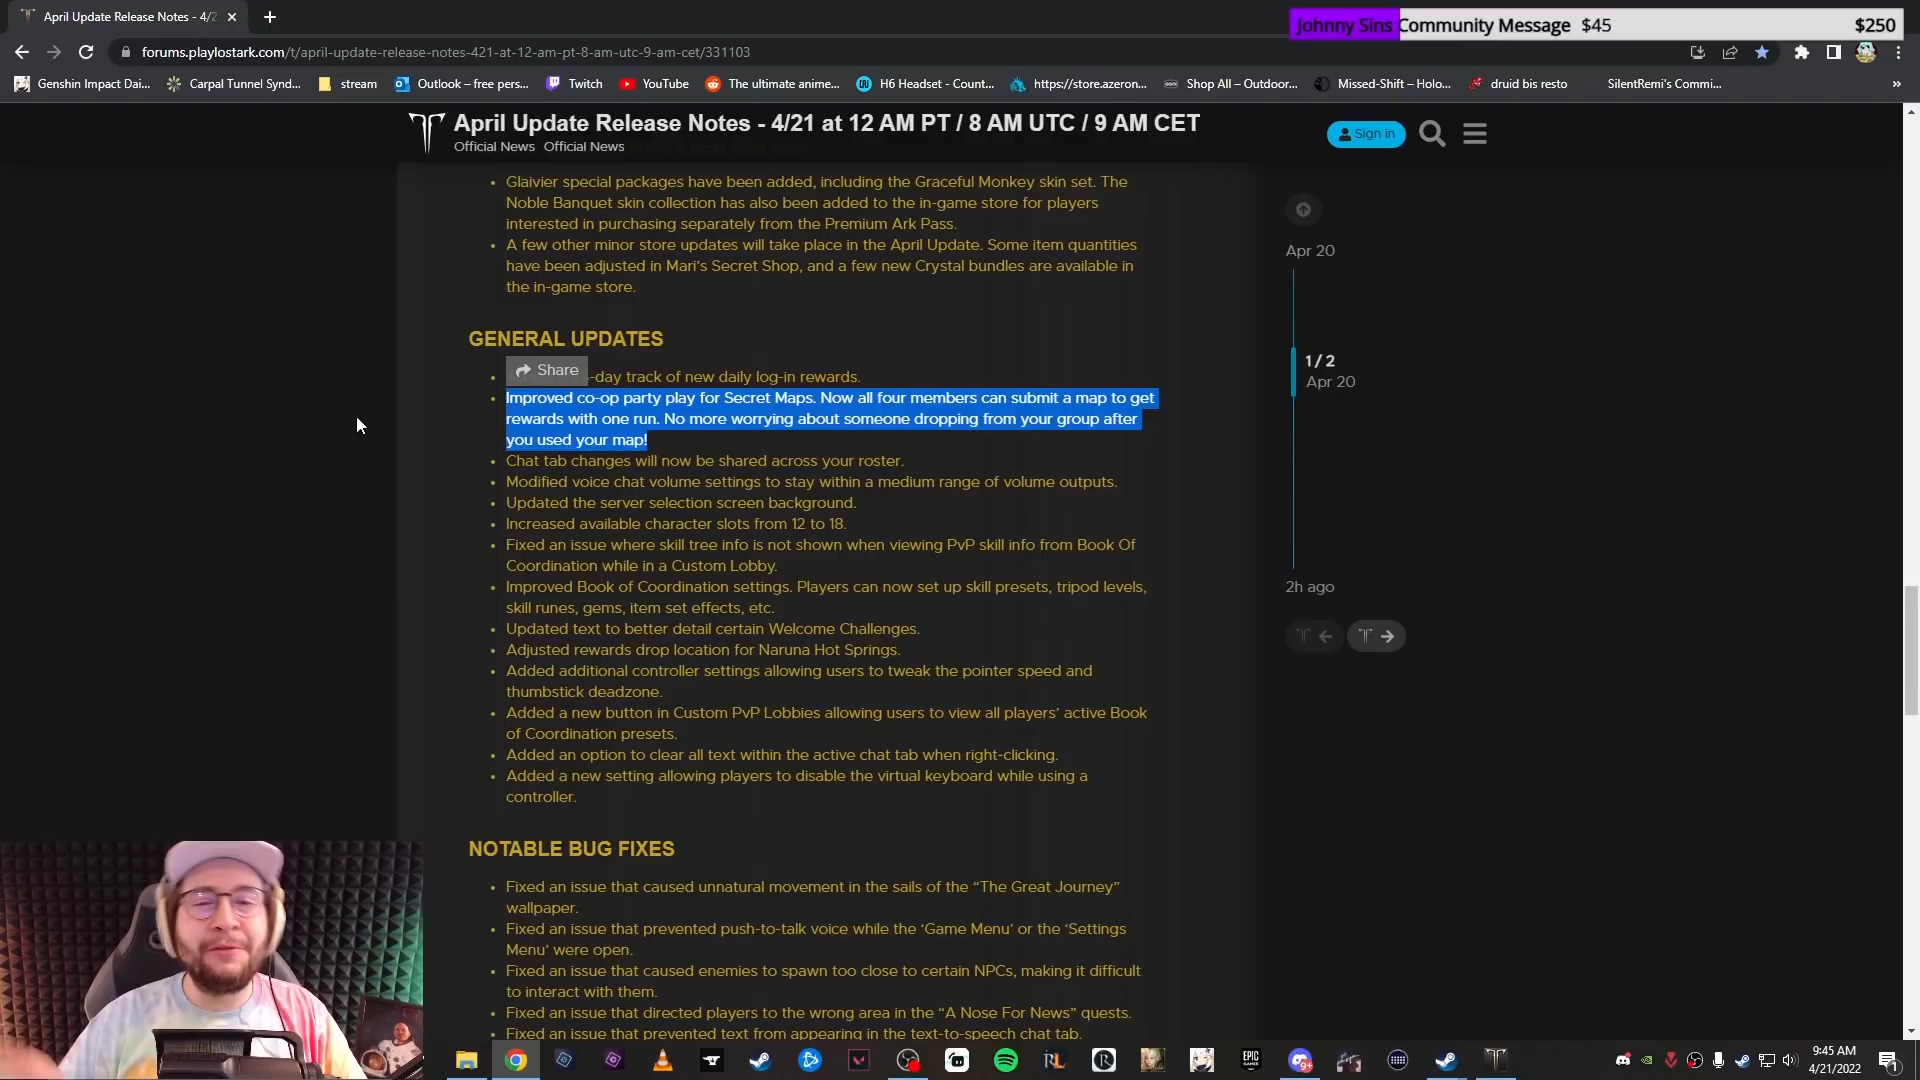 April Update Release Notes - 4/2
Johnny Sins Community Message $45 $250
forums.playlostark.com/t/april-update-release-notes-421-at-12-am-pt-8-am-utc-9-am-cet/331103
Genshin Impact Dai... Carpal Tunnel Synd... stream Outlook – free pers... Twitch YouTube The ultimate anime... H6 Headset - Count... https://store.azeron... Shop All – Outdoor... Missed-Shift – Holo... druid bis resto SilentRemi's Commi... »
April Update Release Notes - 4/21 at 12 AM PT / 8 AM UTC / 9 AM CET
Official News Official News
Sign in
Glaivier special packages have been added, including the Graceful Monkey skin set. The
Noble Banquet skin collection has also been added to the in-game store for players
interested in purchasing separately from the Premium Ark Pass.
A few other minor store updates will take place in the April Update. Some item quantities
have been adjusted in Mari's Secret Shop, and a few new Crystal bundles are available in
the in-game store.
GENERAL UPDATES
Share
-day track of new daily log-in rewards.
Improved co-op party play for Secret Maps. Now all four members can submit a map to get
rewards with one run. No more worrying about someone dropping from your group after
you used your map!
Chat tab changes will now be shared across your roster.
Modified voice chat volume settings to stay within a medium range of volume outputs.
Updated the server selection screen background.
Increased available character slots from 12 to 18.
Fixed an issue where skill tree info is not shown when viewing PvP skill info from Book Of
Coordination while in a Custom Lobby.
Improved Book of Coordination settings. Players can now set up skill presets, tripod levels,
skill runes, gems, item set effects, etc.
Updated text to better detail certain Welcome Challenges.
Adjusted rewards drop location for Naruna Hot Springs.
Added additional controller settings allowing users to tweak the pointer speed and
thumbstick deadzone.
Added a new button in Custom PvP Lobbies allowing users to view all players' active Book
of Coordination presets.
Added an option to clear all text within the active chat tab when right-clicking.
Added a new setting allowing players to disable the virtual keyboard while using a
controller.
NOTABLE BUG FIXES
Fixed an issue that caused unnatural movement in the sails of the “The Great Journey”
wallpaper.
Fixed an issue that prevented push-to-talk voice while the ‘Game Menu’ or the ‘Settings
Menu’ were open.
Fixed an issue that caused enemies to spawn too close to certain NPCs, making it difficult
to interact with them.
Fixed an issue that directed players to the wrong area in the “A Nose For News” quests.
Fixed an issue that prevented text from appearing in the text-to-speech chat tab.
Apr 20
1 / 2
Apr 20
2h ago
9:45 AM
4/21/2022